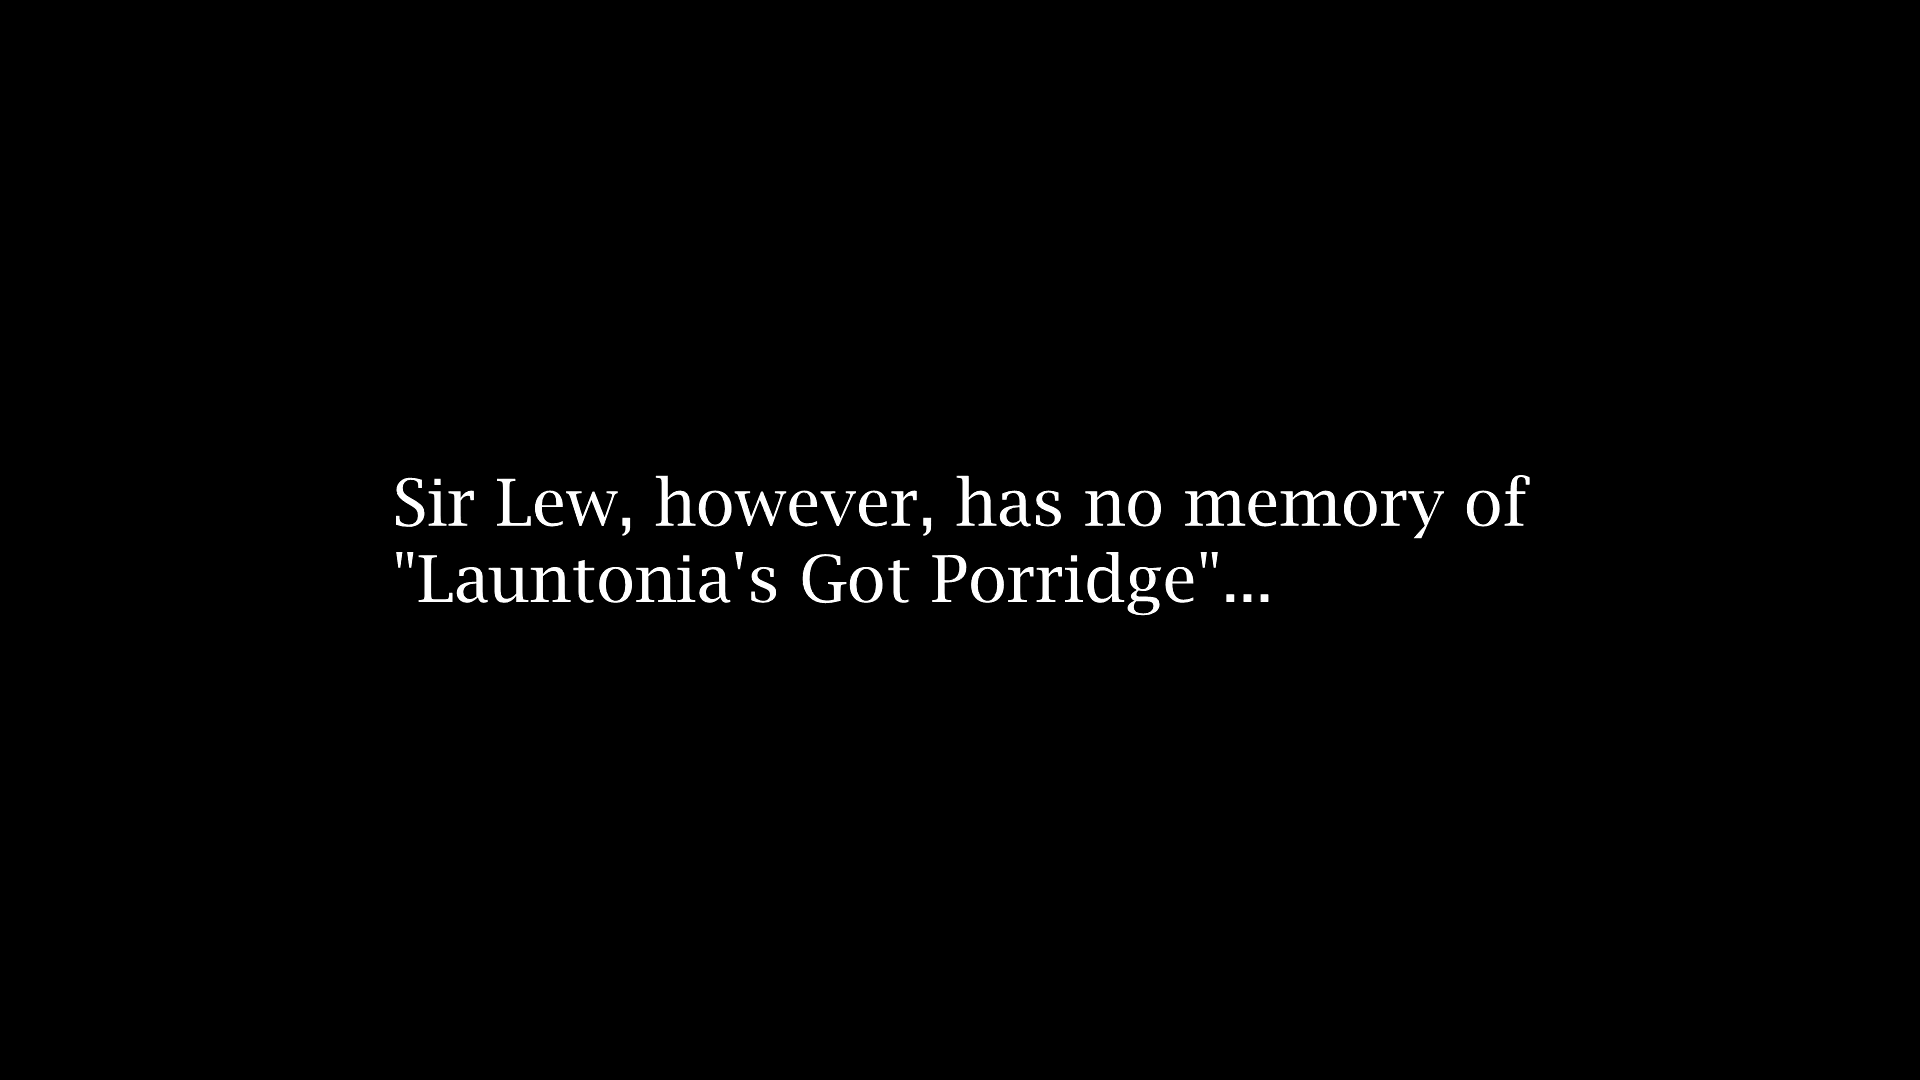 Sir Lew, however, has no memory of
"Launtonia's Got Porridge"...